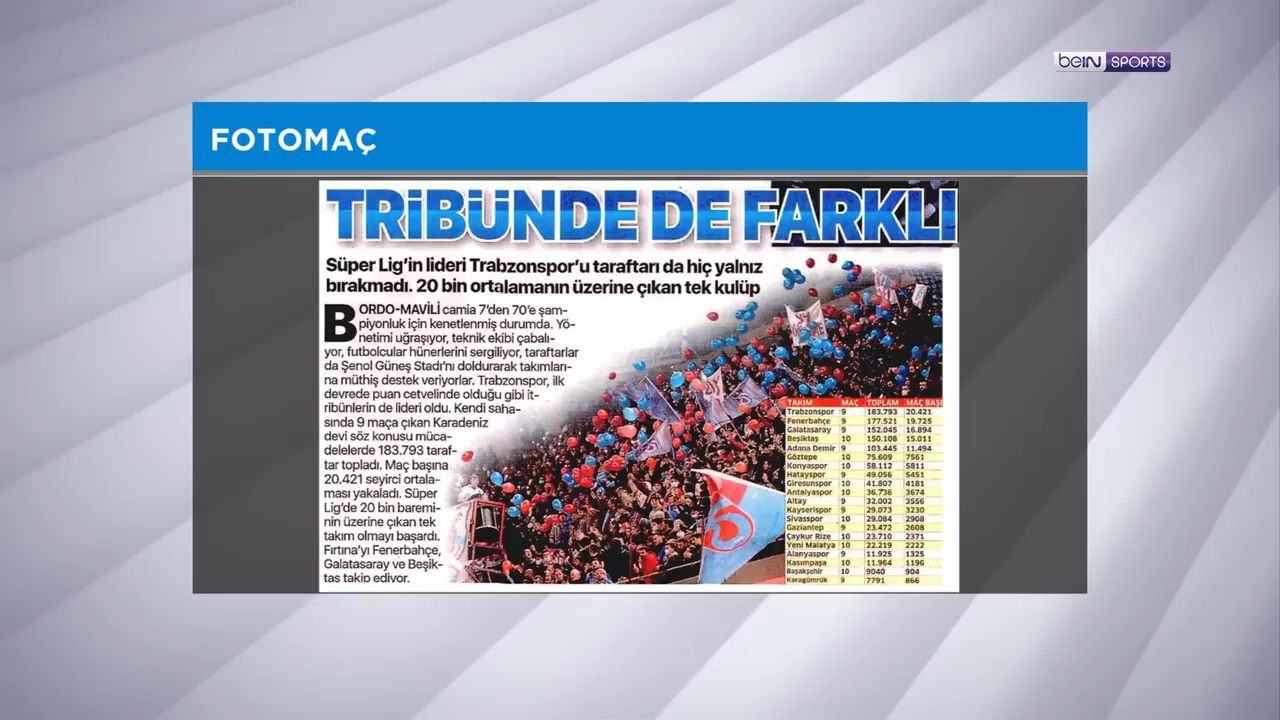 beIN SPORTS
FOTOMAÇ
TRİBÜNDE DE FARKLI
Süper Lig'in lideri Trabzonspor'u taraftarı da hiç yalnız
bırakmadı. 20 bin ortalamanın üzerine çıkan tek kulüp
BORDO-MAVİLİ camia 7'den 70'e şam-
piyonluk için kenetlenmiş durumda. Yö-
netimi uğraşıyor, teknik ekibi çabalı-
yor, futbolcular hünerlerini sergiliyor, taraftarlar
da Şenol Güneş Stadı'nı doldurarak takımları-
na müthiş destek veriyorlar. Trabzonspor, ilk
devrede puan cetvelinde olduğu gibi it-
ribünlerin de lideri oldu. Kendi saha-
sında 9 maça çıkan Karadeniz
devi söz konusu müca-
delelerde 183.793 taraf-
tar topladı. Maç başına
20.421 seyirci ortala-
ması yakaladı. Süper
Lig'de 20 bin baremi-
nin üzerine çıkan tek
takım olmayı başardı.
Fırtına'yı Fenerbahçe,
Galatasaray ve Beşik-
tas takip ediyor.
TAKIM MAÇ TOPLAM MAÇ BAŞI
Trabzonspor 9 183.793 20.421
Fenerbahçe 9 177.521 19.725
Galatasaray 9 152.045 16.894
Beşiktaş 10 150.108 15.011
Adana Demir 9 103.445 11.494
Göztepe 10 75.609 7561
Konyaspor 10 58.112 5811
Hatayspor 9 49.056 5451
Giresunspor 10 41.807 4181
Antalyaspor 10 36.736 3674
Altay 9 32.002 3556
Kayserispor 9 29.073 3230
Sivasspor 10 29.084 2908
Gaziantep 9 23.472 2608
Çaykur Rize 10 23.710 2371
Yeni Malatya 10 22.219 2222
Alanyaspor 9 11.925 1325
Kasımpaşa 10 11.964 1196
Başakşehir 10 9040 904
Karagümrük 9 7791 866